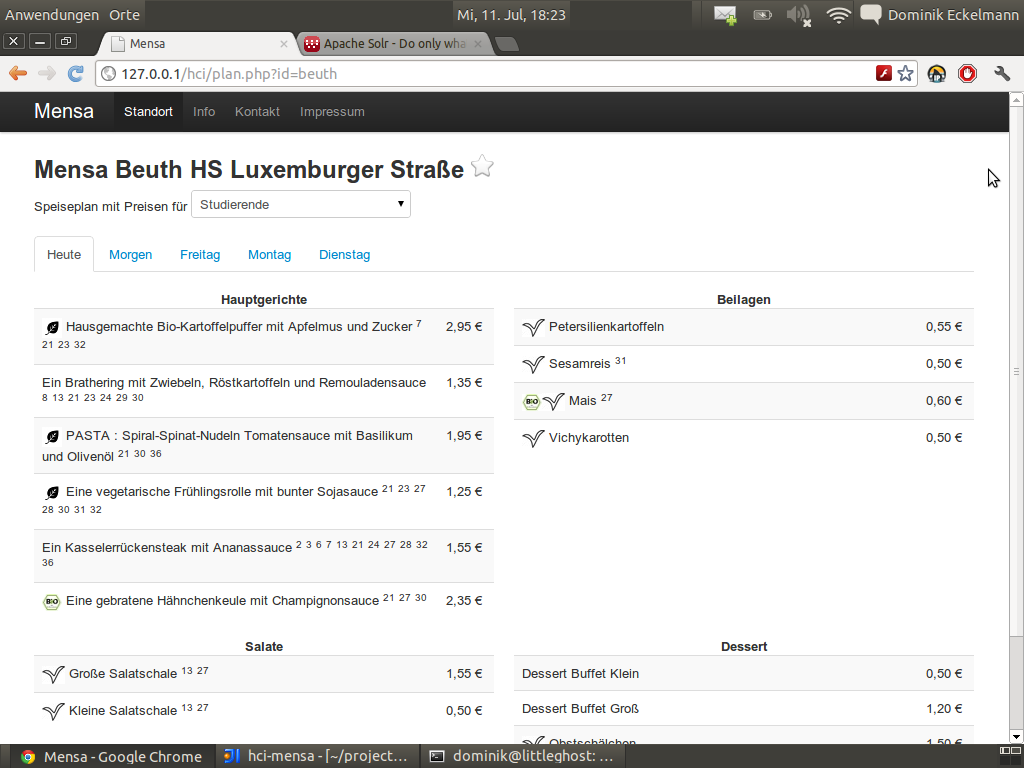 Anwendungen Orte Mi, 11. Jul, 18:23 Dominik Eckelmann
Mensa Apache Solr - Do only wha
127.0.0.1/hci/plan.php?id=beuth
Mensa Standort Info Kontakt Impressum
Mensa Beuth HS Luxemburger Straße
Speiseplan mit Preisen für Studierende
Heute Morgen Freitag Montag Dienstag
Hauptgerichte
Hausgemachte Bio-Kartoffelpuffer mit Apfelmus und Zucker 7 2,95 €
21 23 32
Ein Brathering mit Zwiebeln, Röstkartoffeln und Remouladensauce 1,35 €
8 13 21 23 24 29 30
PASTA : Spiral-Spinat-Nudeln Tomatensauce mit Basilikum 1,95 €
und Olivenöl 21 30 36
Eine vegetarische Frühlingsrolle mit bunter Sojasauce 21 23 27 1,25 €
28 30 31 32
Ein Kasselerrückensteak mit Ananassauce 2 3 6 7 13 21 24 27 28 32 1,55 €
36
BIO Eine gebratene Hähnchenkeule mit Champignonsauce 21 27 30 2,35 €
Beilagen
Petersilienkartoffeln 0,55 €
Sesamreis 31 0,50 €
BIO Mais 27 0,60 €
Vichykarotten 0,50 €
Salate
Große Salatschale 13 27 1,55 €
Kleine Salatschale 13 27 0,50 €
Dessert
Dessert Buffet Klein 0,50 €
Dessert Buffet Groß 1,20 €
Obstschälchen 1,50 €
Mensa - Google Chrome hci-mensa - [~/project... dominik@littleghost: ...